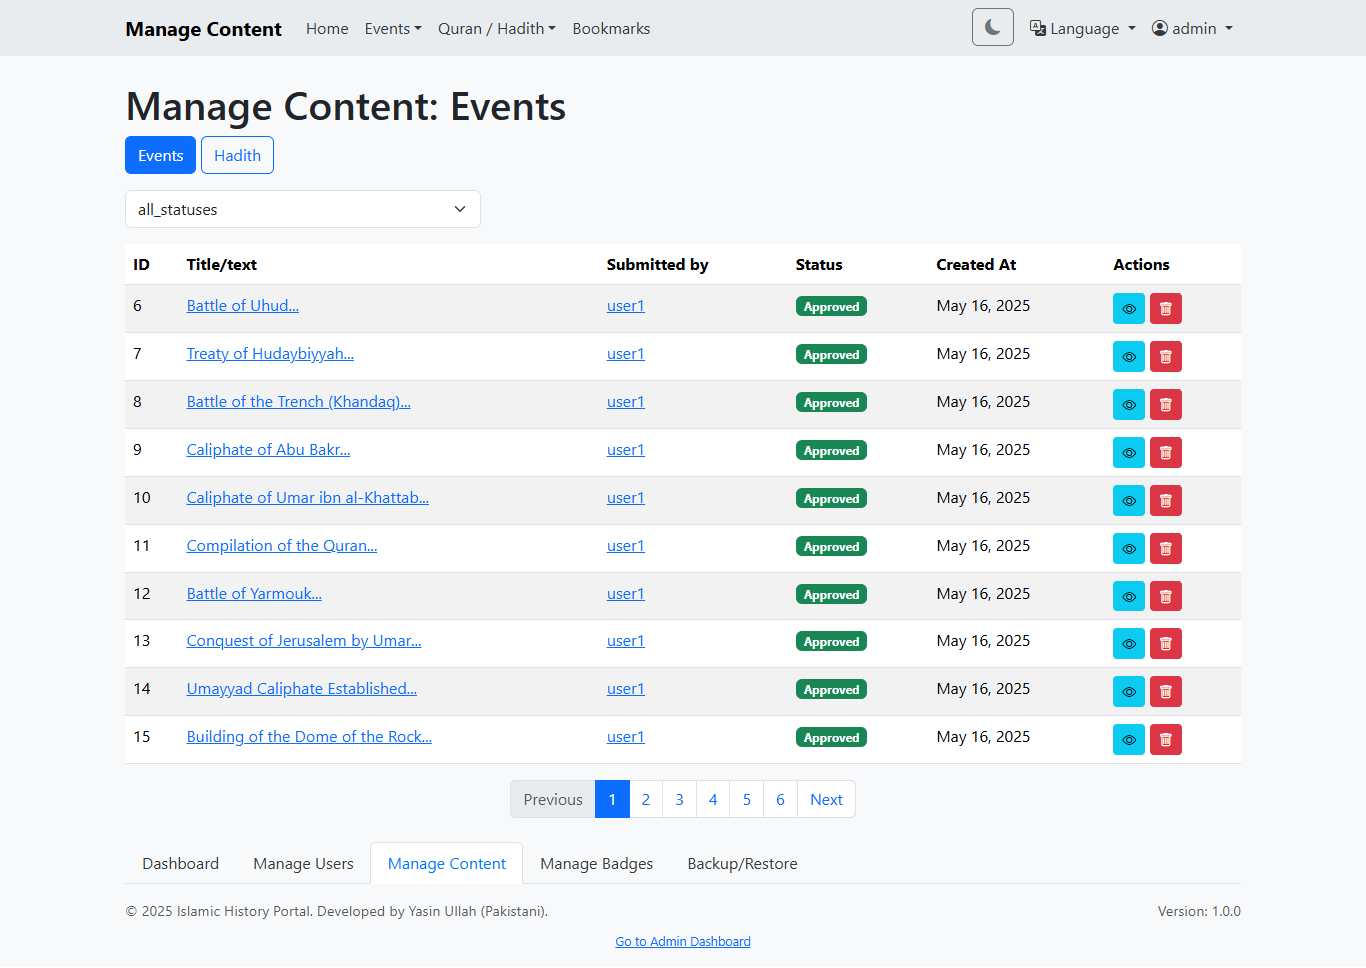 Manage Content Home Events Quran / Hadith Bookmarks Language admin
Manage Content: Events
Events Hadith
all_statuses
ID Title/text Submitted by Status Created At Actions
6 Battle of Uhud... user1 Approved May 16, 2025
7 Treaty of Hudaybiyyah... user1 Approved May 16, 2025
8 Battle of the Trench (Khandaq)... user1 Approved May 16, 2025
9 Caliphate of Abu Bakr... user1 Approved May 16, 2025
10 Caliphate of Umar ibn al-Khattab... user1 Approved May 16, 2025
11 Compilation of the Quran... user1 Approved May 16, 2025
12 Battle of Yarmouk... user1 Approved May 16, 2025
13 Conquest of Jerusalem by Umar... user1 Approved May 16, 2025
14 Umayyad Caliphate Established... user1 Approved May 16, 2025
15 Building of the Dome of the Rock... user1 Approved May 16, 2025
Previous 1 2 3 4 5 6 Next
Dashboard Manage Users Manage Content Manage Badges Backup/Restore
© 2025 Islamic History Portal. Developed by Yasin Ullah (Pakistani). Version: 1.0.0
Go to Admin Dashboard